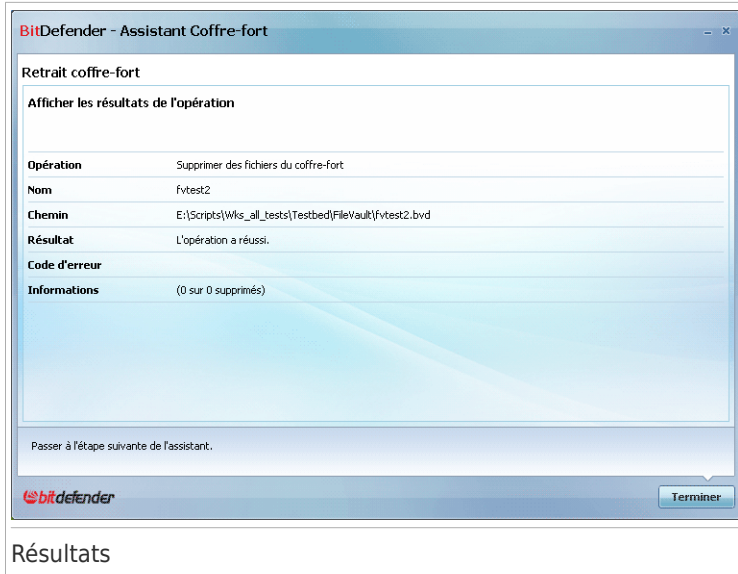 BitDefender - Assistant Coffre-fort
Retrait coffre-fort
Afficher les résultats de l'opération
Opération Supprimer des fichiers du coffre-fort
Nom fvtest2
Chemin E:\Scripts\Wks_all_tests\Testbed\FileVault\fvtest2.bvd
Résultat L'opération a réussi.
Code d'erreur
Informations (0 sur 0 supprimés)
Passer à l'étape suivante de l'assistant.
bitdefender
Terminer
Résultats